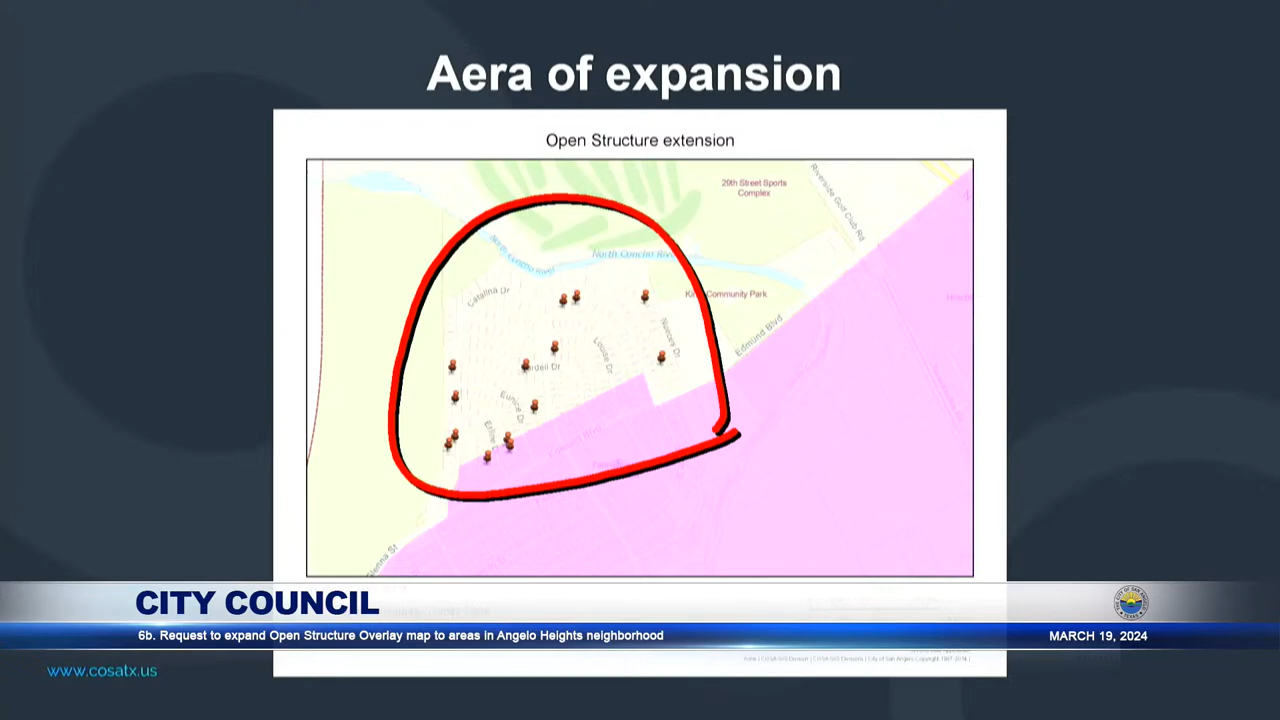 Aera of expansion
Open Structure extension
29th Street Sports
Complex
Riverside Golf Club Rd
North Concho River
North Concho River
Catalina Dr
Community Park
Nueces Dr
Edmund Blvd
Louise Dr
Eunice Dr
CITY COUNCIL
6b. Request to expand Open Structure Overlay map to areas in Angelo Heights neighborhood
MARCH 19, 2024
www.cosatx.us